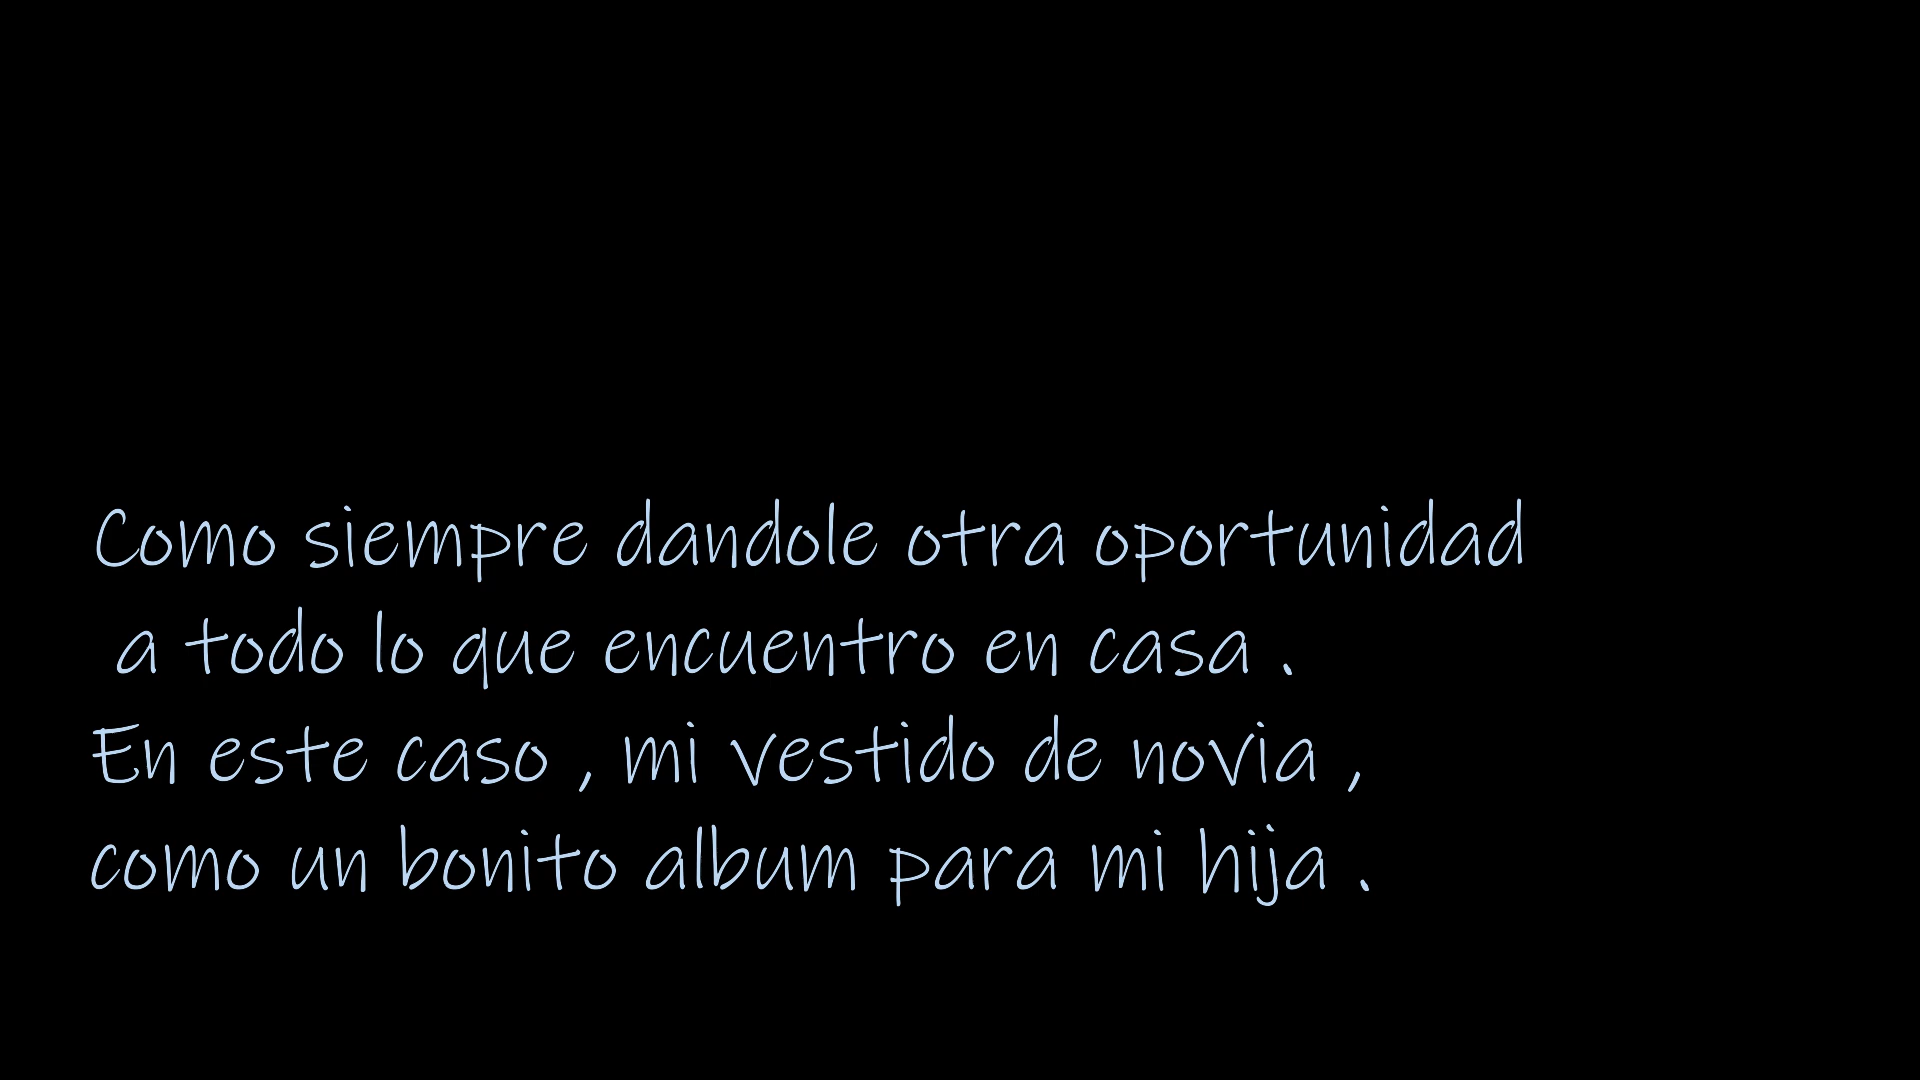 Como siempre dandole otra oportunidad
a todo lo que encuentro en casa .
En este caso , mi vestido de novia ,
como un bonito album para mi hija .